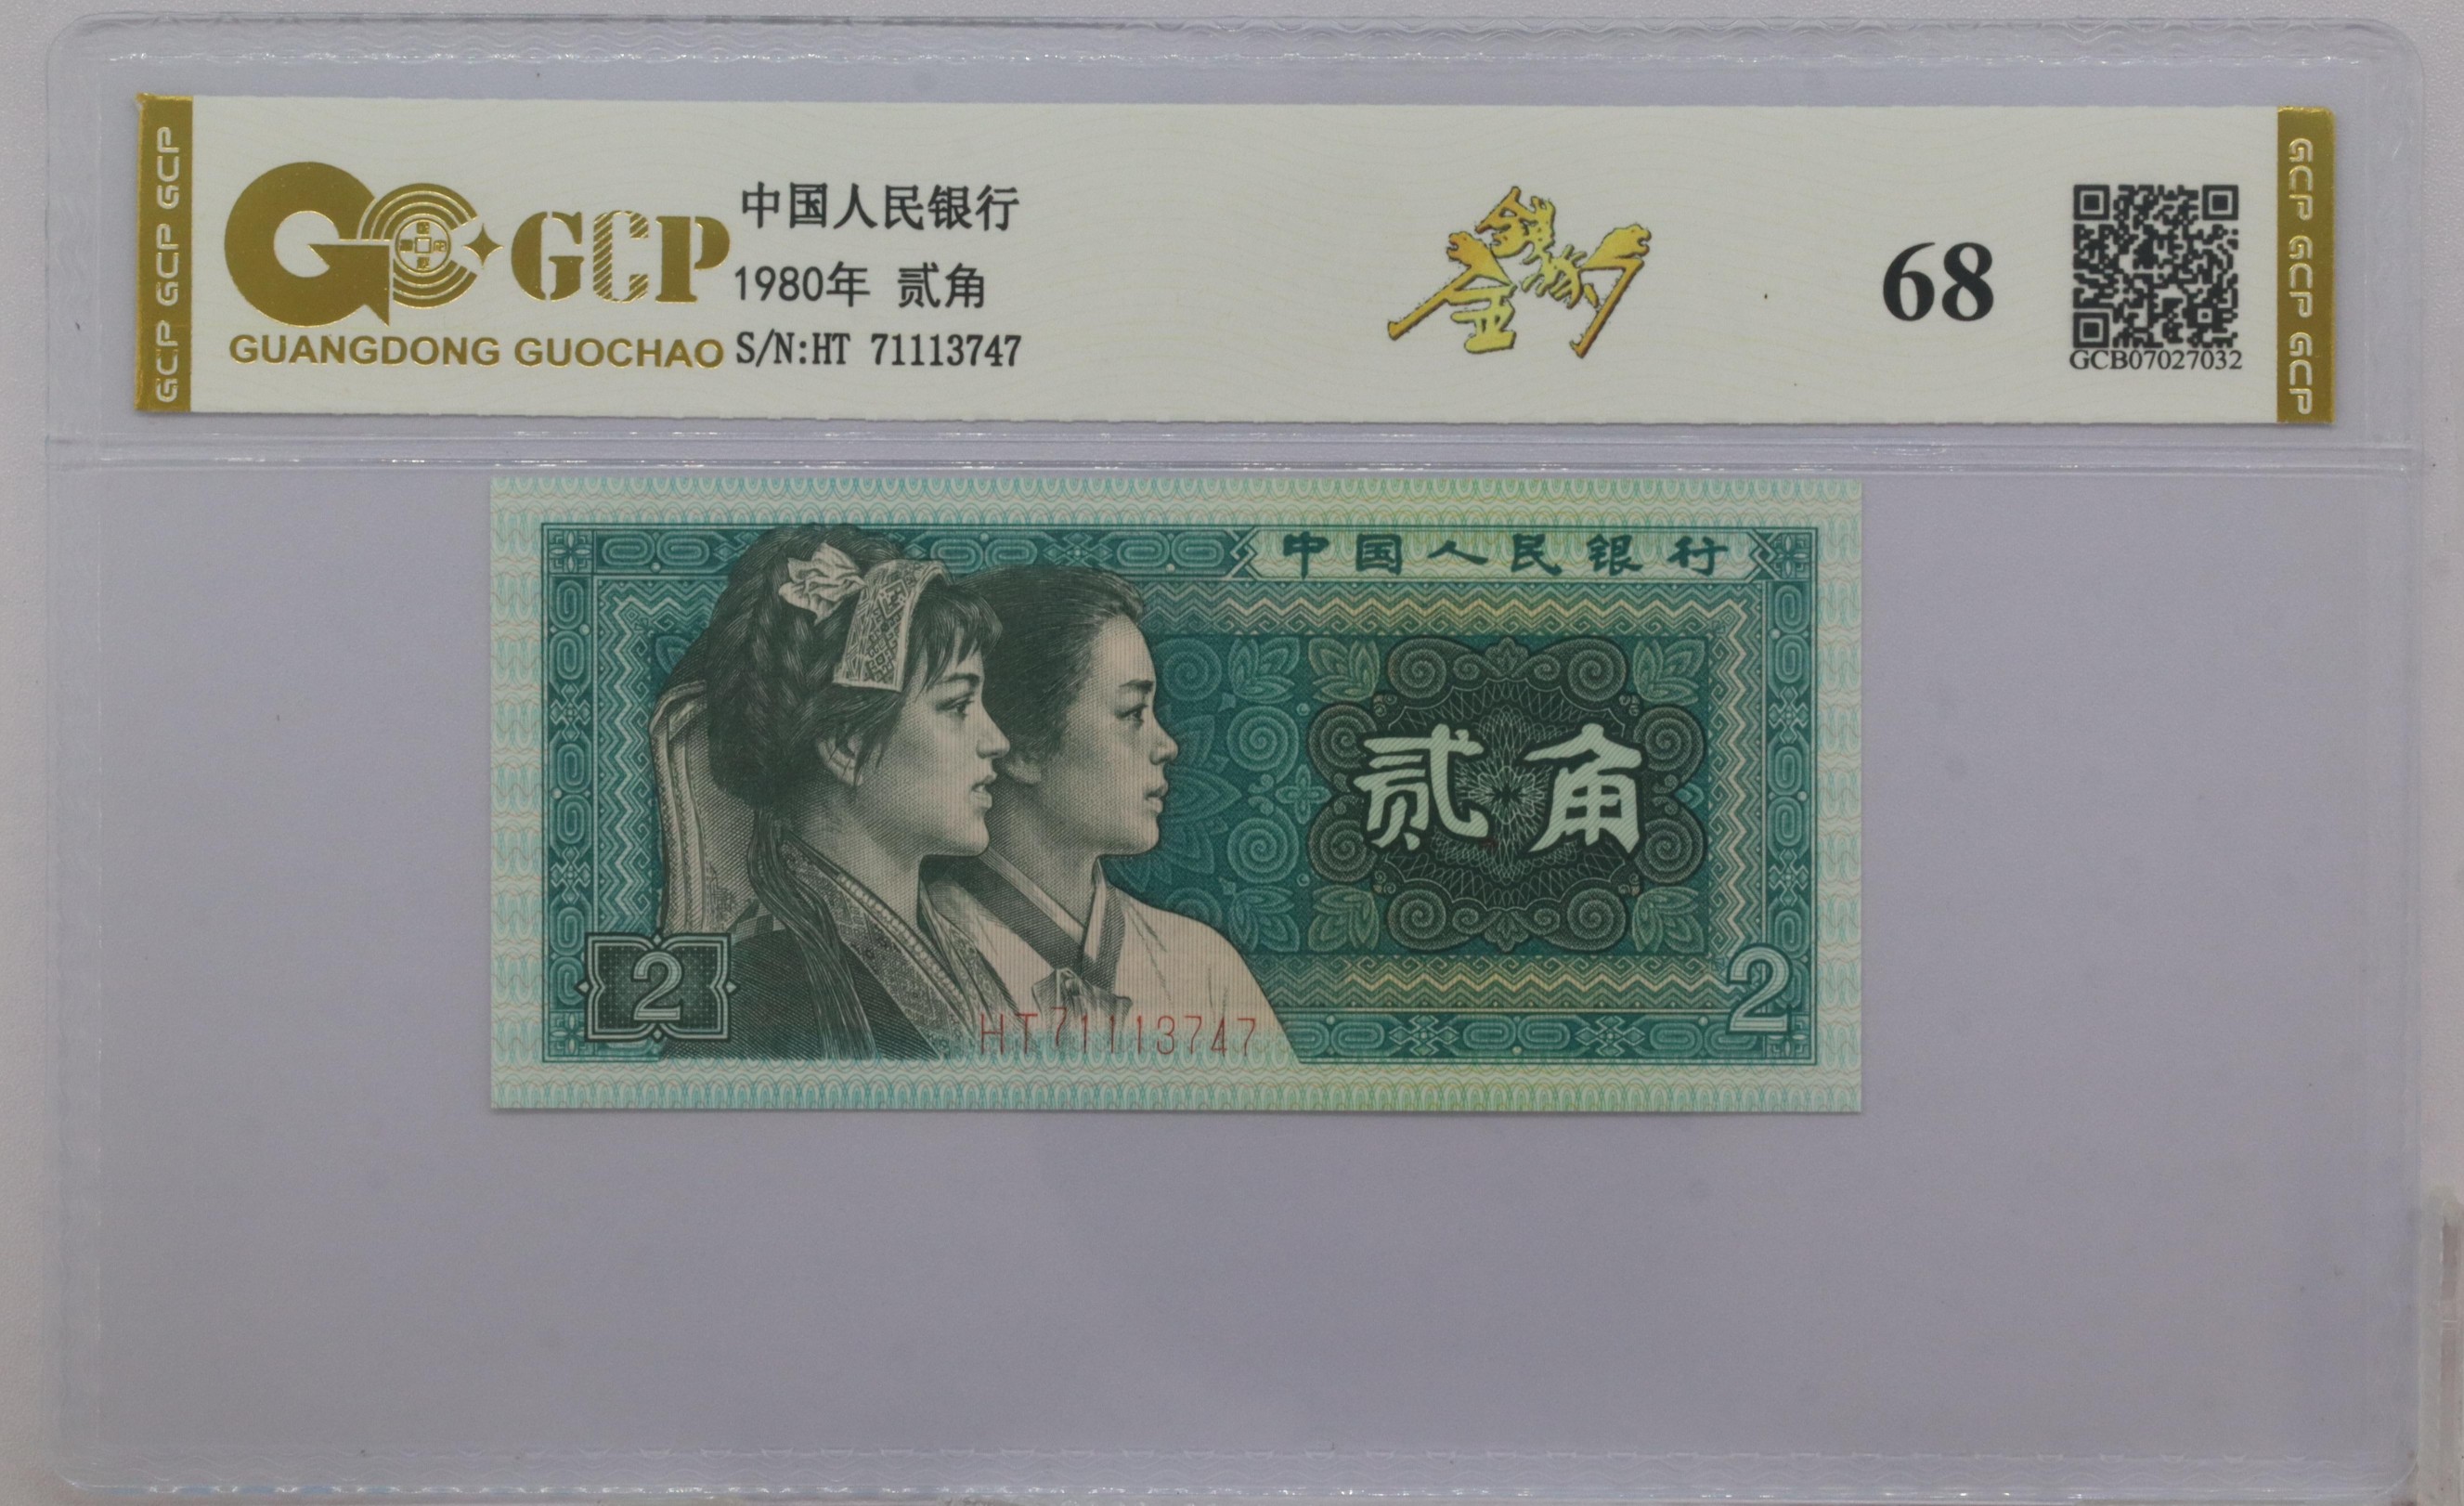 GCP GCP GCP
GCP
GUANGDONG GUOCHAO
中国人民银行
1980年 贰角
S/N:HT 71113747
金钱豹
68
GCB07027032
GCP GCP GCP
中国人民银行
贰角
2
2
HT71113747